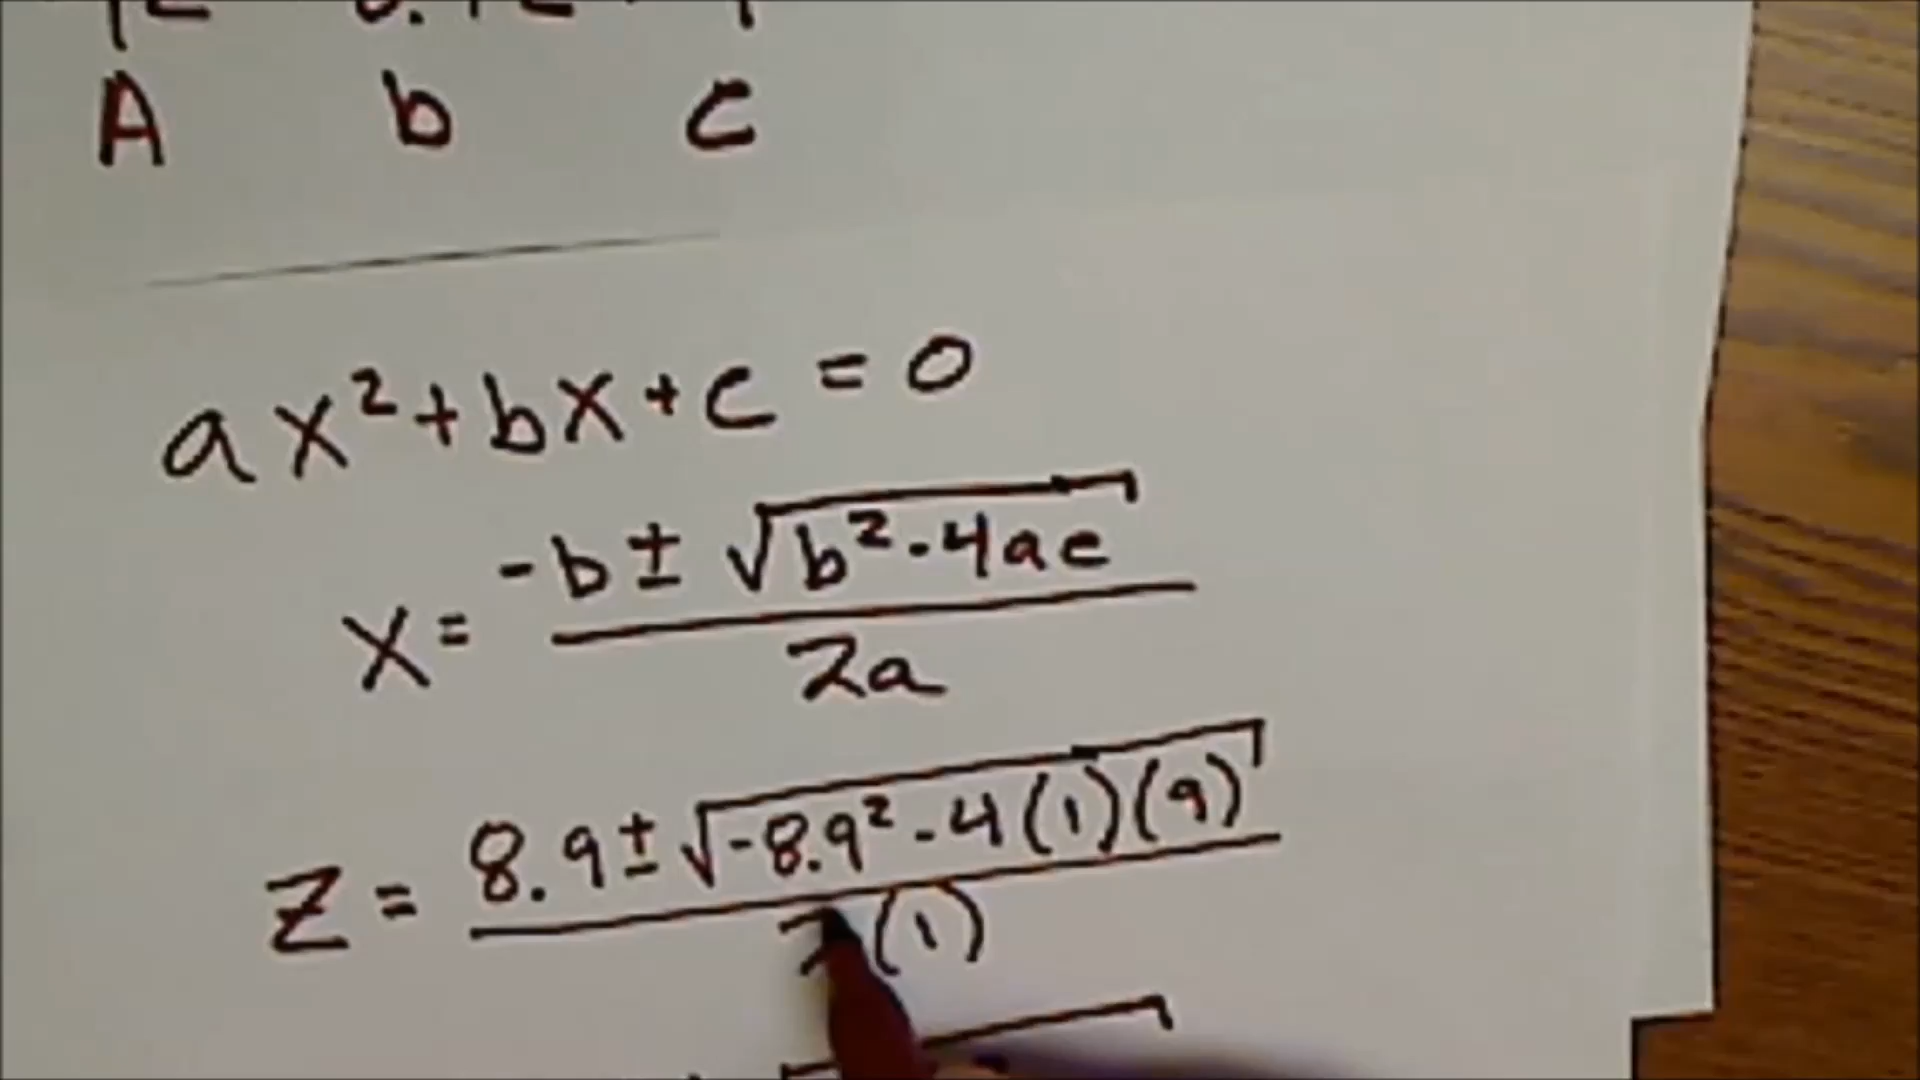 A b c
ax²+bx+c=0
x = -b ± √b²-4ac / 2a
Z = 8.9 ± √-8.9²-4(1)(9) / 2(1)